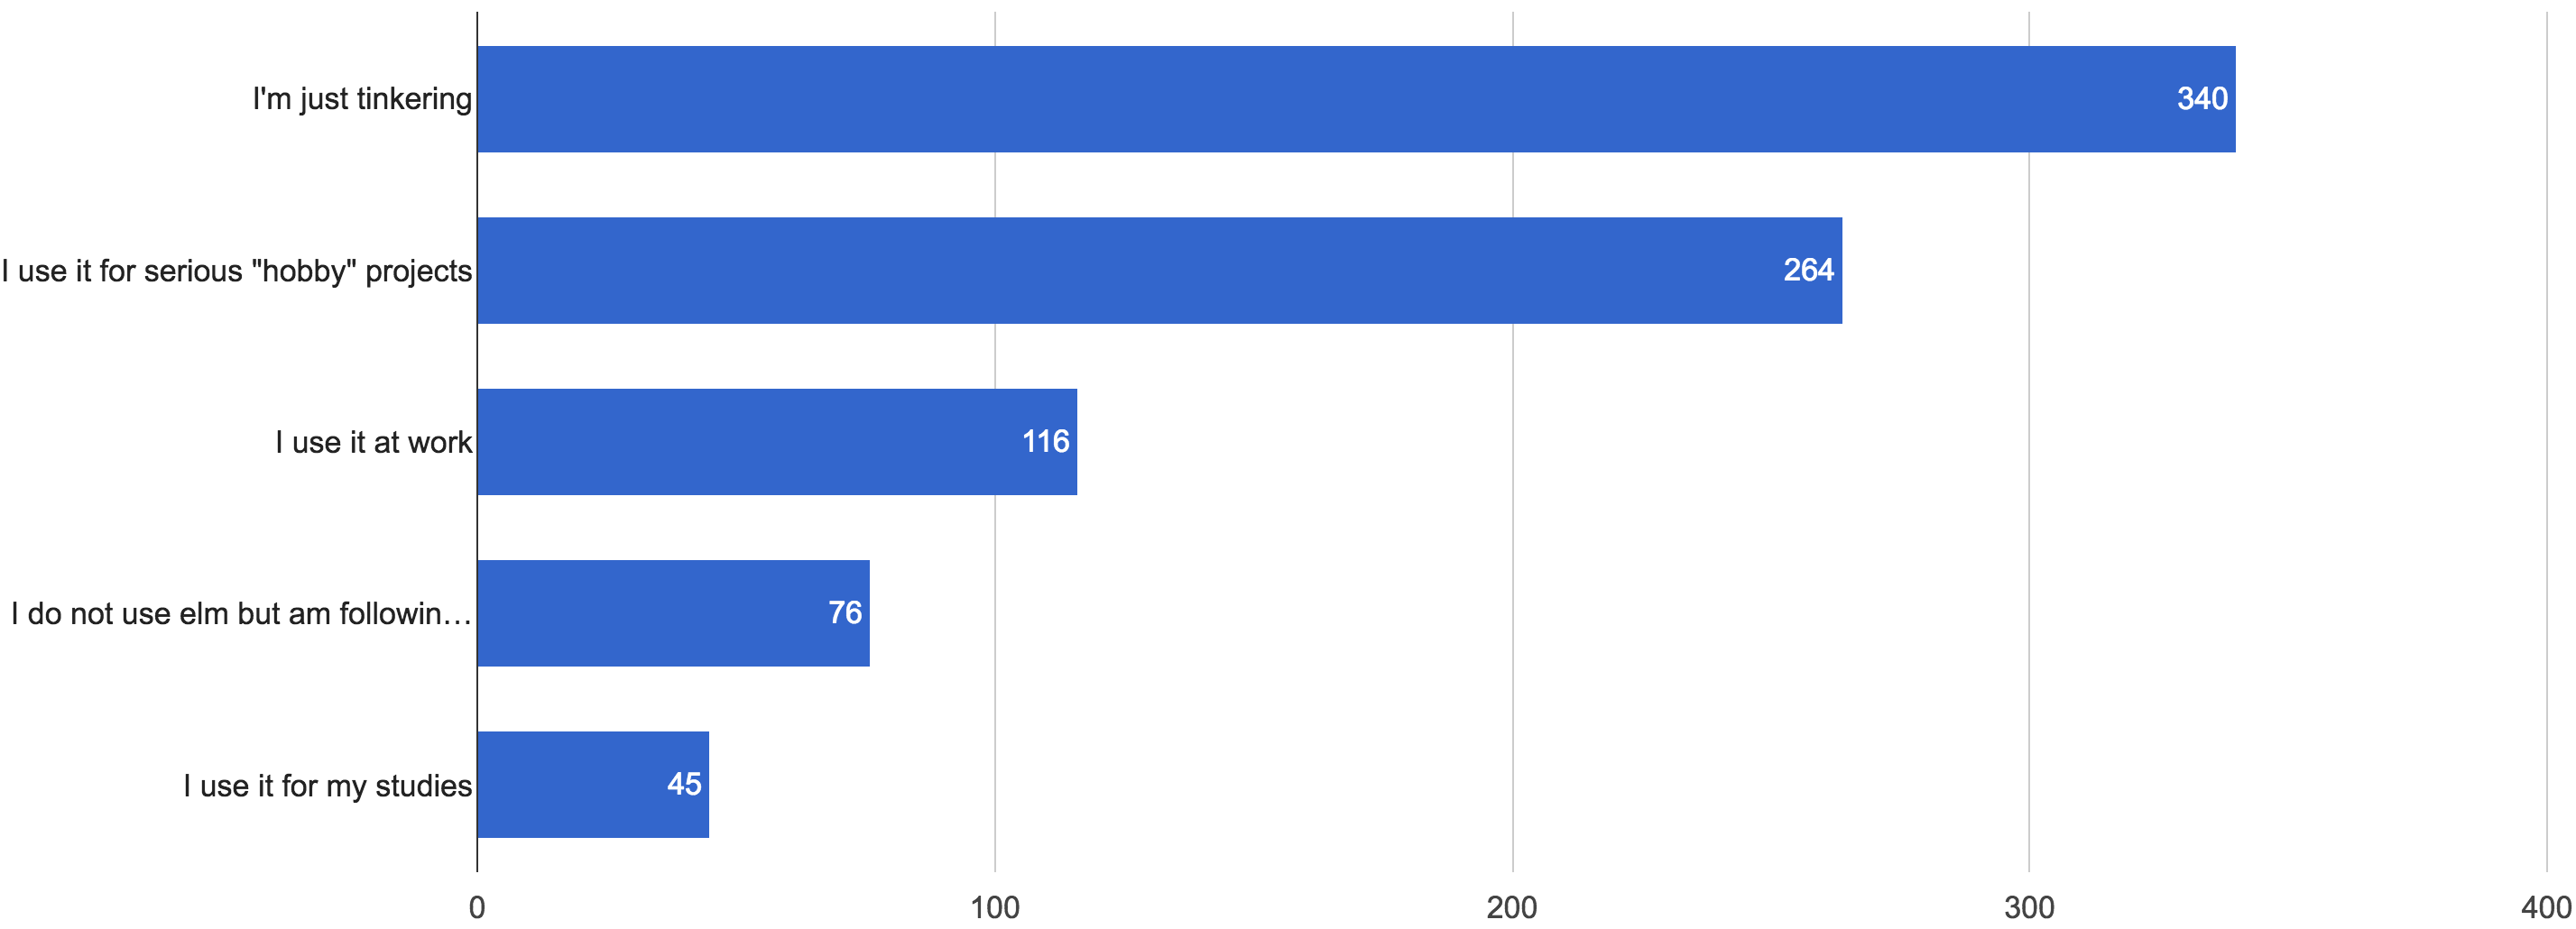 I'm just tinkering
340
I use it for serious "hobby" projects
264
I use it at work
116
I do not use elm but am followin…
76
I use it for my studies
45
0
100
200
300
400